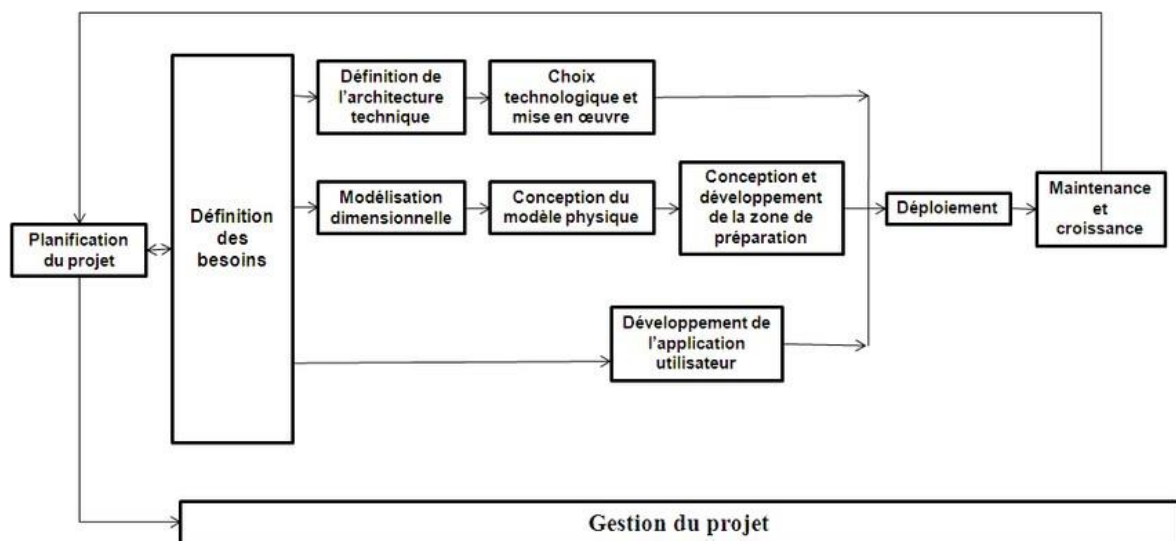 Planification
du projet
Définition
des
besoins
Définition de
l'architecture
technique
Choix
technologique et
mise en œuvre
Modélisation
dimensionnelle
Conception du
modèle physique
Conception et
développement
de la zone de
préparation
Développement de
l'application
utilisateur
Déploiement
Maintenance
et
croissance
Gestion du projet